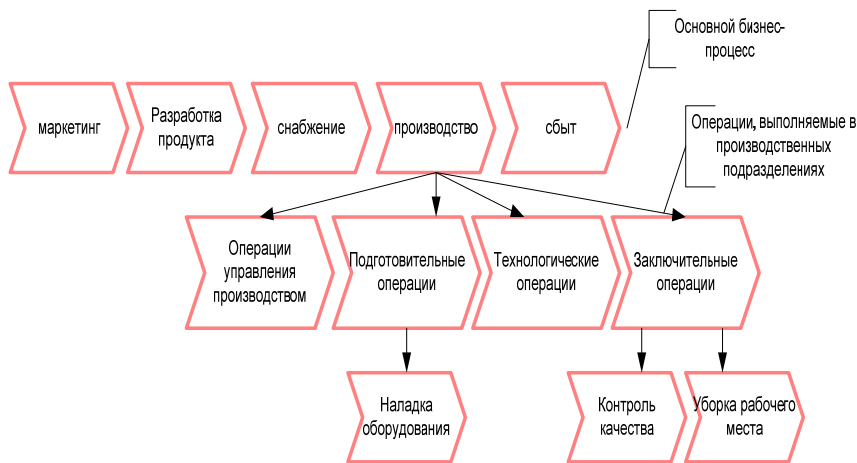 Основной бизнес-
процесс
маркетинг
Разработка
продукта
снабжение
производство
сбыт
Операции, выполняемые в
производственных
подразделениях
Операции
управления
производством
Подготовительные
операции
Технологические
операции
Заключительные
операции
Наладка
оборудования
Контроль
качества
Уборка рабочего
места